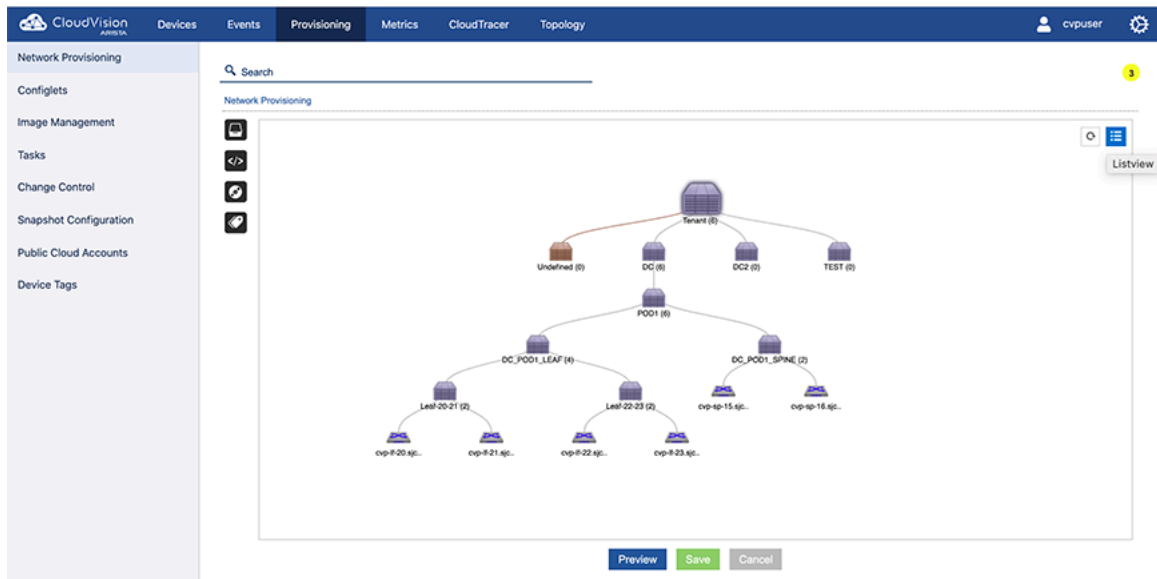 CloudVision
ARISTA
Devices
Events
Provisioning
Metrics
CloudTracer
Topology
cvpuser
Network Provisioning
Configlets
Image Management
Tasks
Change Control
Snapshot Configuration
Public Cloud Accounts
Device Tags
Search
3
Network Provisioning
</>
Listview
Tenant (6)
Undefined (0)
DC (6)
DC2 (0)
TEST (0)
POD1 (6)
DC_POD1_LEAF (4)
DC_POD1_SPINE (2)
Leaf-20-21 (2)
Leaf-22-23 (2)
cvp-sp-15.sjc..
cvp-sp-16.sjc..
cvp-lf-20.sjc..
cvp-lf-21.sjc..
cvp-lf-22.sjc..
cvp-lf-23.sjc..
Preview
Save
Cancel